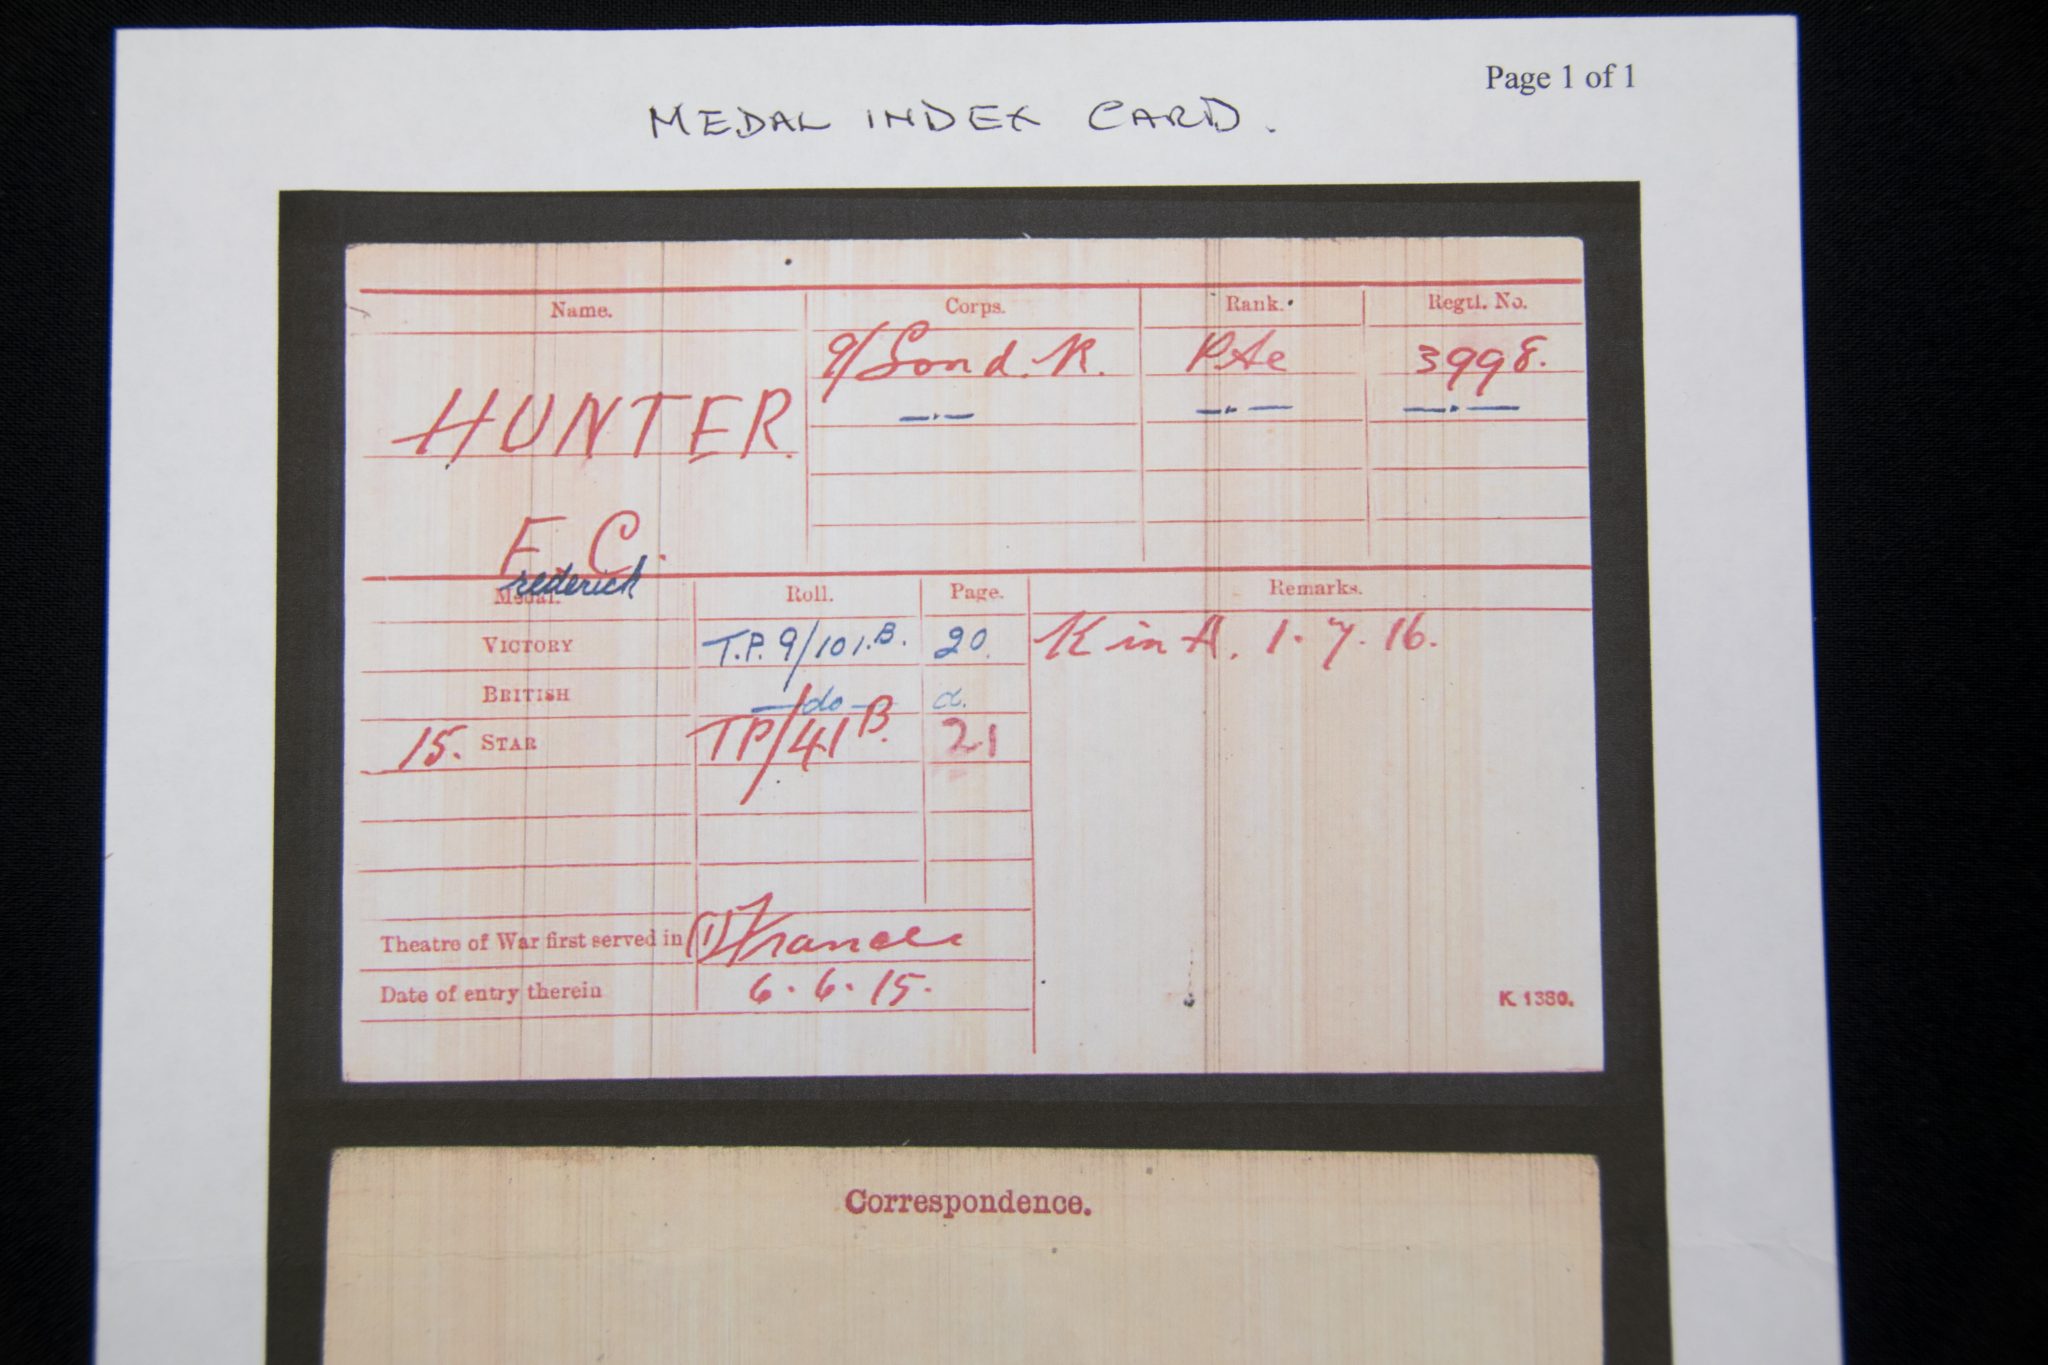 Page 1 of 1
MEDAL INDEX CARD.
Name. Corps. Rank. Regtl. No.
9/Lond. R. Pte 3998.
HUNTER.
— · — — · — — · —
F. C.
rederick
Medal. Roll. Page. Remarks.
VICTORY T.P. 9/101.B. 20. K in A. 1.7.16.
BRITISH —do— do.
15. STAR TP/41B. 21
Theatre of War first served in (1) France
Date of entry therein 6.6.15.
K. 1380.
Correspondence.